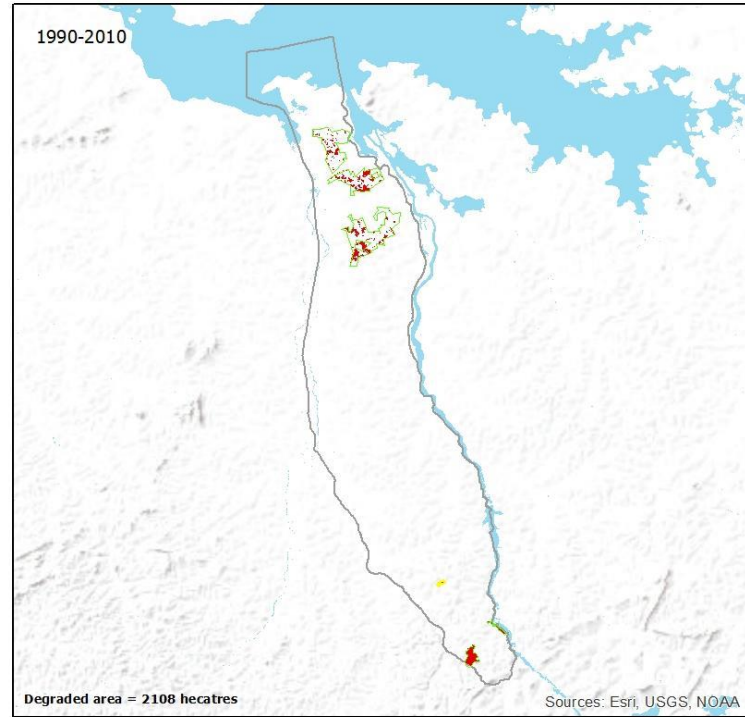 1990-2010
Degraded area = 2108 hecatres
Sources: Esri, USGS, NOAA